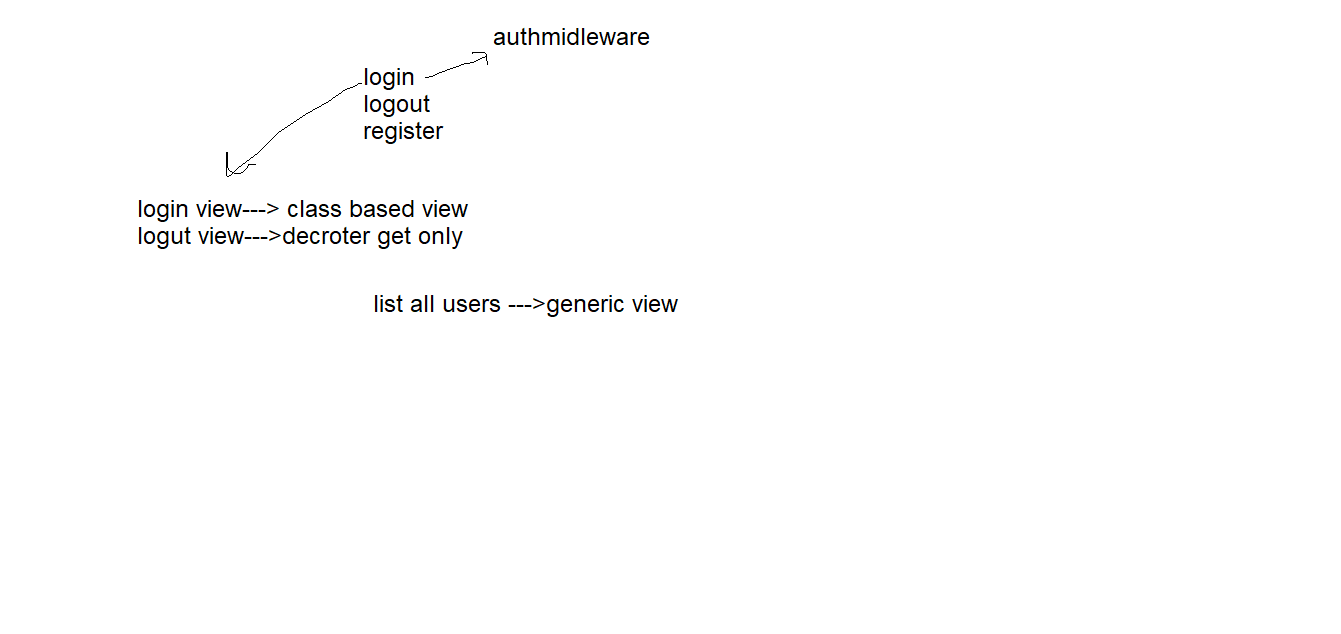 authmidleware
login
logout
register
login view---> class based view
logut view--->decroter get only
list all users --->generic view